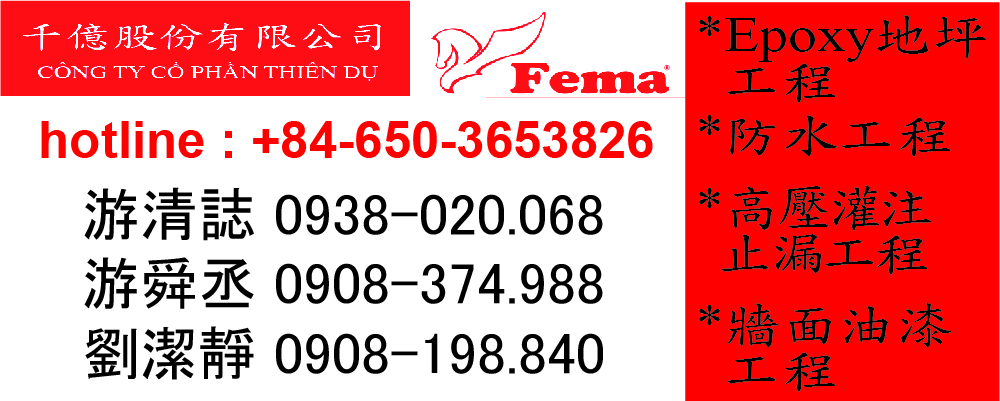 千億股份有限公司
CÔNG TY CỔ PHẦN THIÊN DỤ
Fema®
hotline : +84-650-3653826
游清誌 0938-020.068
游舜丞 0908-374.988
劉潔靜 0908-198.840
*Epoxy地坪
工程
*防水工程
*高壓灌注
止漏工程
*牆面油漆
工程